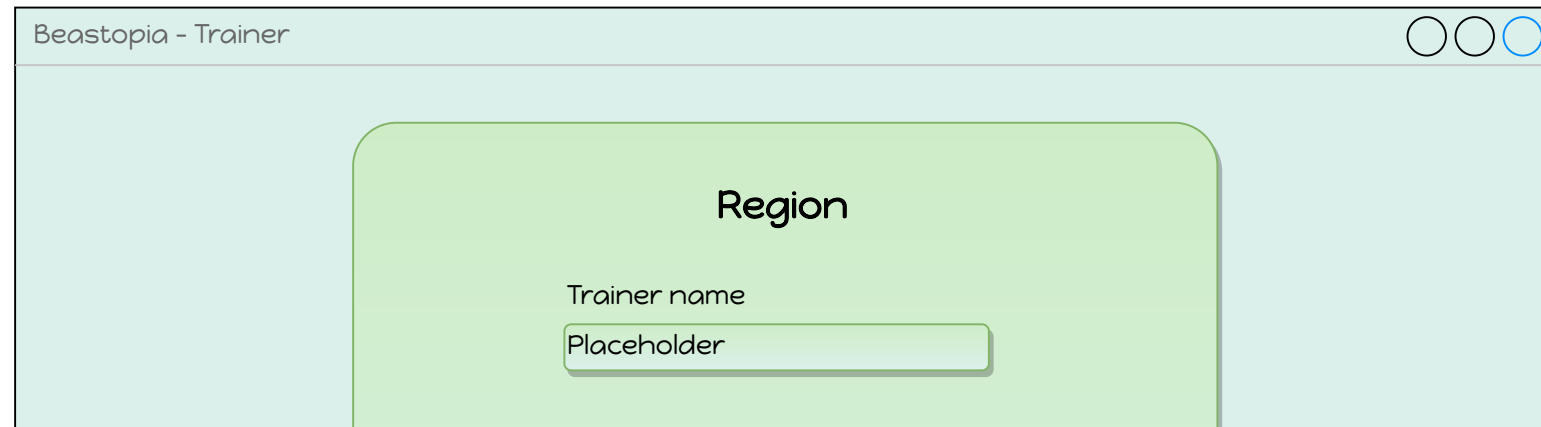 Beastopia - Trainer
Region
Trainer name
Placeholder